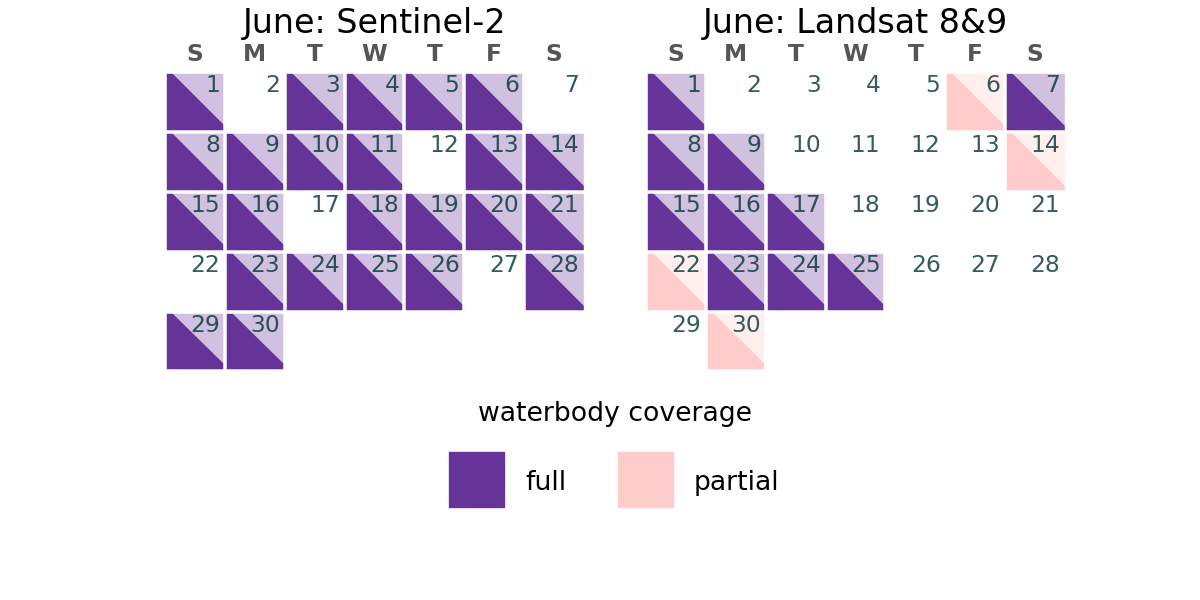 June: Sentinel-2
S M T W T F S
1 2 3 4 5 6 7
8 9 10 11 12 13 14
15 16 17 18 19 20 21
22 23 24 25 26 27 28
29 30
June: Landsat 8&9
S M T W T F S
1 2 3 4 5 6 7
8 9 10 11 12 13 14
15 16 17 18 19 20 21
22 23 24 25 26 27 28
29 30
waterbody coverage
full partial